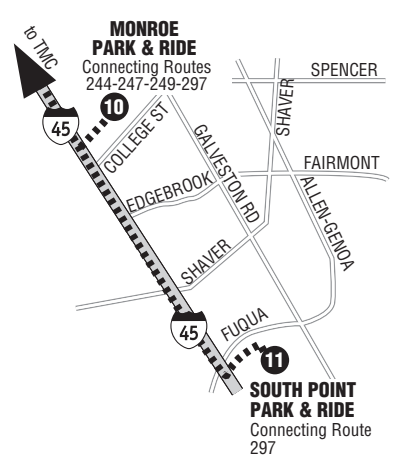 to TMC
MONROE
PARK & RIDE
Connecting Routes
244-247-249-297
10
45
SPENCER
SHAVER
COLLEGE ST
GALVESTON RD
FAIRMONT
EDGEBROOK
ALLEN-GENOA
SHAVER
45
FUQUA
11
SOUTH POINT
PARK & RIDE
Connecting Route
297